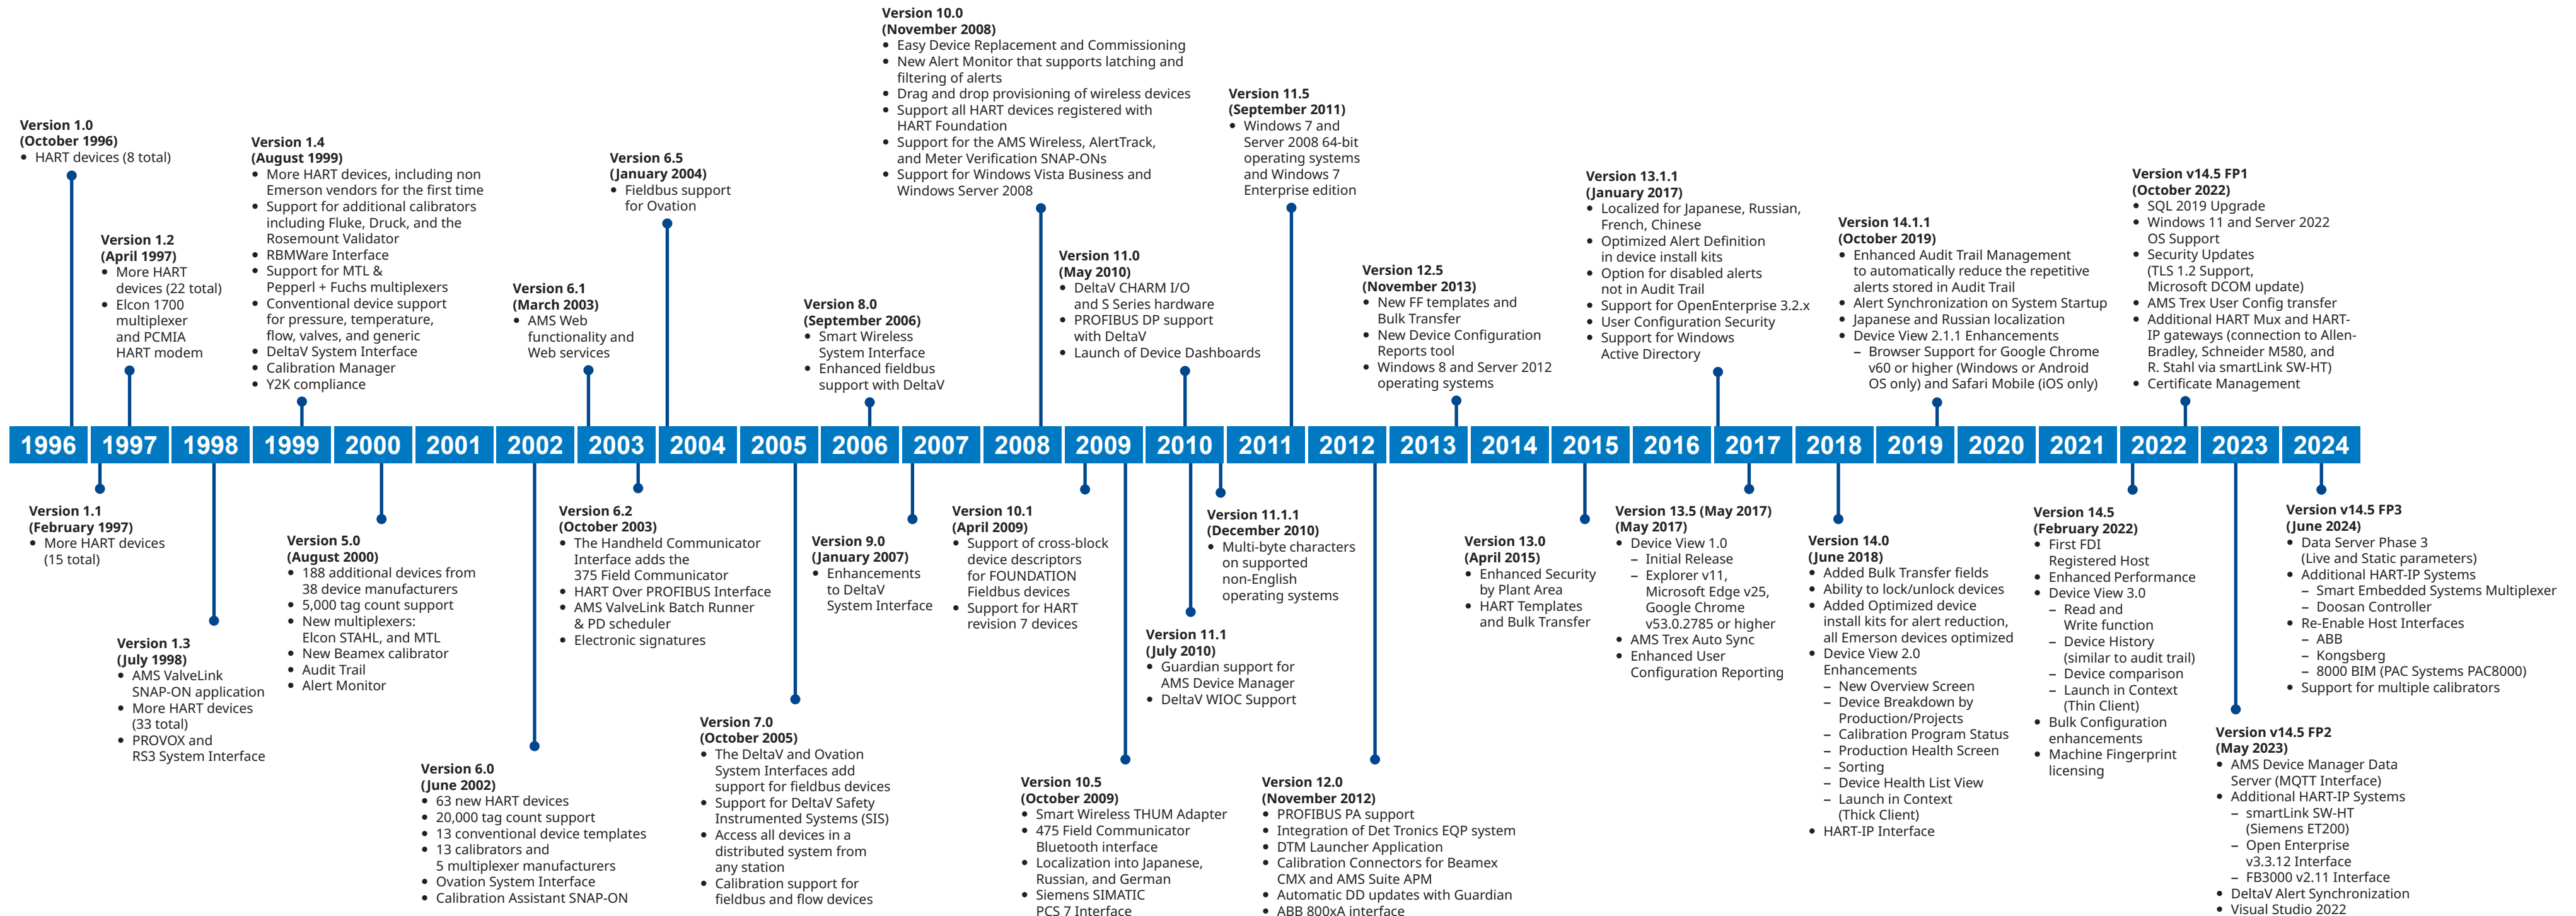 Version 1.0
(October 1996)
• HART devices (8 total)
Version 1.2
(April 1997)
• More HART
devices (22 total)
• Elcon 1700
multiplexer
and PCMIA
HART modem
Version 1.4
(August 1999)
• More HART devices, including non
Emerson vendors for the first time
• Support for additional calibrators
including Fluke, Druck, and the
Rosemount Validator
• RBMWare Interface
• Support for MTL &
Pepperl + Fuchs multiplexers
• Conventional device support
for pressure, temperature,
flow, valves, and generic
• DeltaV System Interface
• Calibration Manager
• Y2K compliance
Version 6.1
(March 2003)
• AMS Web
functionality and
Web services
Version 6.5
(January 2004)
• Fieldbus support
for Ovation
Version 8.0
(September 2006)
• Smart Wireless
System Interface
• Enhanced fieldbus
support with DeltaV
Version 10.0
(November 2008)
• Easy Device Replacement and Commissioning
• New Alert Monitor that supports latching and
filtering of alerts
• Drag and drop provisioning of wireless devices
• Support all HART devices registered with
HART Foundation
• Support for the AMS Wireless, AlertTrack,
and Meter Verification SNAP-ONs
• Support for Windows Vista Business and
Windows Server 2008
Version 11.0
(May 2010)
• DeltaV CHARM I/O
and S Series hardware
• PROFIBUS DP support
with DeltaV
• Launch of Device Dashboards
Version 11.5
(September 2011)
• Windows 7 and
Server 2008 64-bit
operating systems
and Windows 7
Enterprise edition
Version 12.5
(November 2013)
• New FF templates and
Bulk Transfer
• New Device Configuration
Reports tool
• Windows 8 and Server 2012
operating systems
Version 13.1.1
(January 2017)
• Localized for Japanese, Russian,
French, Chinese
• Optimized Alert Definition
in device install kits
• Option for disabled alerts
not in Audit Trail
• Support for OpenEnterprise 3.2.x
• User Configuration Security
• Support for Windows
Active Directory
Version 14.1.1
(October 2019)
• Enhanced Audit Trail Management
to automatically reduce the repetitive
alerts stored in Audit Trail
• Alert Synchronization on System Startup
• Japanese and Russian localization
• Device View 2.1.1 Enhancements
– Browser Support for Google Chrome
v60 or higher (Windows or Android
OS only) and Safari Mobile (iOS only)
Version v14.5 FP1
(October 2022)
• SQL 2019 Upgrade
• Windows 11 and Server 2022
OS Support
• Security Updates
(TLS 1.2 Support,
Microsoft DCOM update)
• AMS Trex User Config transfer
• Additional HART Mux and HART-
IP gateways (connection to Allen-
Bradley, Schneider M580, and
R. Stahl via smartLink SW-HT)
• Certificate Management
1996 1997 1998 1999 2000 2001 2002 2003 2004 2005 2006 2007 2008 2009 2010 2011 2012 2013 2014 2015 2016 2017 2018 2019 2020 2021 2022 2023 2024
Version 1.1
(February 1997)
• More HART devices
(15 total)
Version 1.3
(July 1998)
• AMS ValveLink
SNAP-ON application
• More HART devices
(33 total)
• PROVOX and
RS3 System Interface
Version 5.0
(August 2000)
• 188 additional devices from
38 device manufacturers
• 5,000 tag count support
• New multiplexers:
Elcon STAHL, and MTL
• New Beamex calibrator
• Audit Trail
• Alert Monitor
Version 6.0
(June 2002)
• 63 new HART devices
• 20,000 tag count support
• 13 conventional device templates
• 13 calibrators and
5 multiplexer manufacturers
• Ovation System Interface
• Calibration Assistant SNAP-ON
Version 6.2
(October 2003)
• The Handheld Communicator
Interface adds the
375 Field Communicator
• HART Over PROFIBUS Interface
• AMS ValveLink Batch Runner
& PD scheduler
• Electronic signatures
Version 7.0
(October 2005)
• The DeltaV and Ovation
System Interfaces add
support for fieldbus devices
• Support for DeltaV Safety
Instrumented Systems (SIS)
• Access all devices in a
distributed system from
any station
• Calibration support for
fieldbus and flow devices
Version 9.0
(January 2007)
• Enhancements
to DeltaV
System Interface
Version 10.1
(April 2009)
• Support of cross-block
device descriptors
for FOUNDATION
Fieldbus devices
• Support for HART
revision 7 devices
Version 10.5
(October 2009)
• Smart Wireless THUM Adapter
• 475 Field Communicator
Bluetooth interface
• Localization into Japanese,
Russian, and German
• Siemens SIMATIC
PCS 7 Interface
Version 11.1
(July 2010)
• Guardian support for
AMS Device Manager
• DeltaV WIOC Support
Version 11.1.1
(December 2010)
• Multi-byte characters
on supported
non-English
operating systems
Version 12.0
(November 2012)
• PROFIBUS PA support
• Integration of Det Tronics EQP system
• DTM Launcher Application
• Calibration Connectors for Beamex
CMX and AMS Suite APM
• Automatic DD updates with Guardian
• ABB 800xA interface
Version 13.0
(April 2015)
• Enhanced Security
by Plant Area
• HART Templates
and Bulk Transfer
Version 13.5 (May 2017)
(May 2017)
• Device View 1.0
– Initial Release
– Explorer v11,
Microsoft Edge v25,
Google Chrome
v53.0.2785 or higher
• AMS Trex Auto Sync
• Enhanced User
Configuration Reporting
Version 14.0
(June 2018)
• Added Bulk Transfer fields
• Ability to lock/unlock devices
• Added Optimized device
install kits for alert reduction,
all Emerson devices optimized
• Device View 2.0
Enhancements
– New Overview Screen
– Device Breakdown by
Production/Projects
– Calibration Program Status
– Production Health Screen
– Sorting
– Device Health List View
– Launch in Context
(Thick Client)
• HART-IP Interface
Version 14.5
(February 2022)
• First FDI
Registered Host
• Enhanced Performance
• Device View 3.0
– Read and
Write function
– Device History
(similar to audit trail)
– Device comparison
– Launch in Context
(Thin Client)
• Bulk Configuration
enhancements
• Machine Fingerprint
licensing
Version v14.5 FP2
(May 2023)
• AMS Device Manager Data
Server (MQTT Interface)
• Additional HART-IP Systems
– smartLink SW-HT
(Siemens ET200)
– Open Enterprise
v3.3.12 Interface
– FB3000 v2.11 Interface
• DeltaV Alert Synchronization
• Visual Studio 2022
Version v14.5 FP3
(June 2024)
• Data Server Phase 3
(Live and Static parameters)
• Additional HART-IP Systems
– Smart Embedded Systems Multiplexer
– Doosan Controller
• Re-Enable Host Interfaces
– ABB
– Kongsberg
– 8000 BIM (PAC Systems PAC8000)
• Support for multiple calibrators